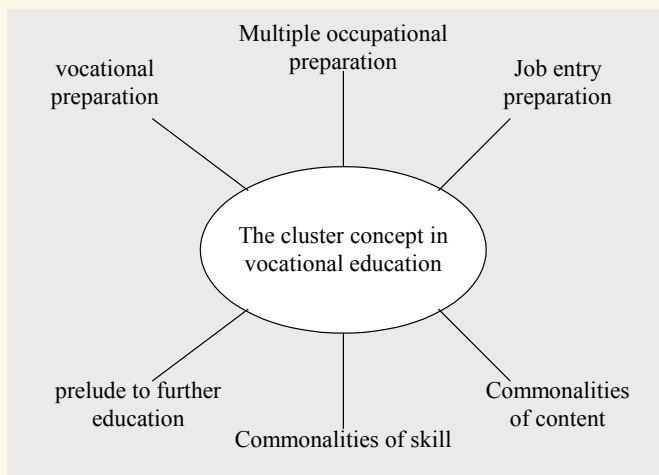 Multiple occupational
preparation
vocational
preparation
Job entry
preparation
The cluster concept in
vocational education
prelude to further
education
Commonalities of skill
Commonalities
of content